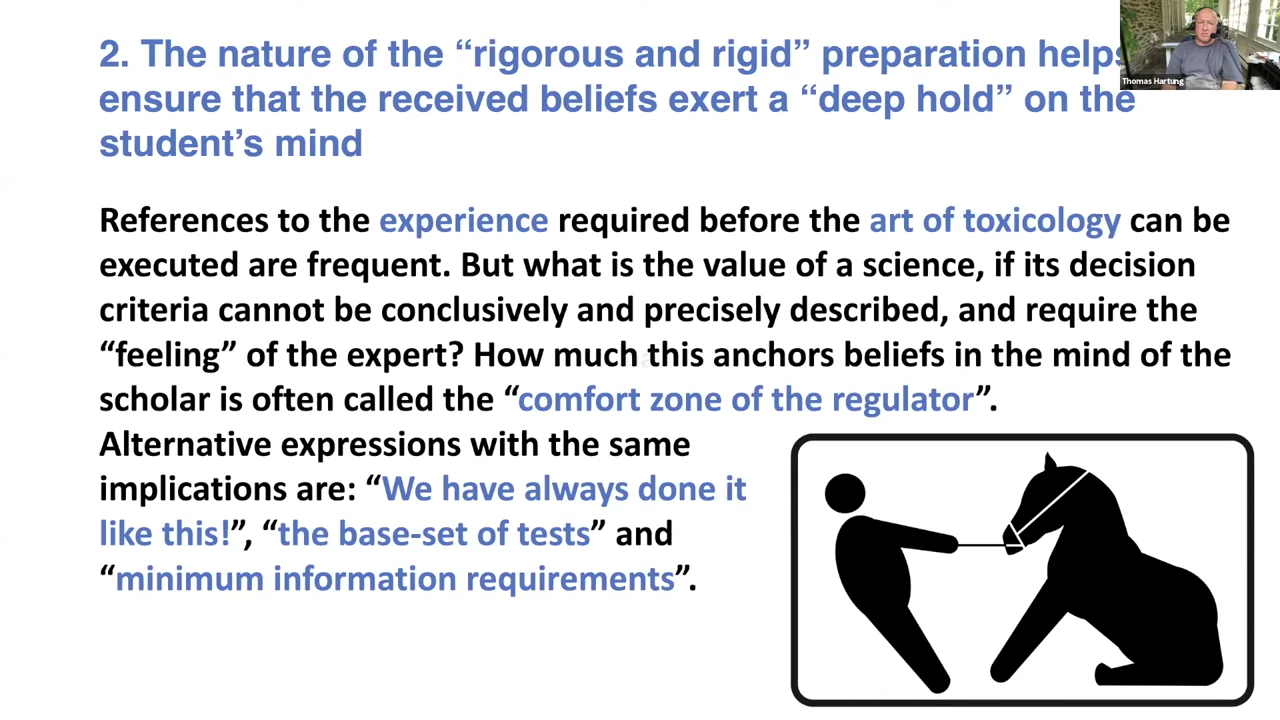 2. The nature of the “rigorous and rigid” preparation helps
ensure that the received beliefs exert a “deep hold” on the
student’s mind
Thomas Hartung
References to the experience required before the art of toxicology can be
executed are frequent. But what is the value of a science, if its decision
criteria cannot be conclusively and precisely described, and require the
“feeling” of the expert? How much this anchors beliefs in the mind of the
scholar is often called the “comfort zone of the regulator”.
Alternative expressions with the same
implications are: “We have always done it
like this!”, “the base-set of tests” and
“minimum information requirements”.